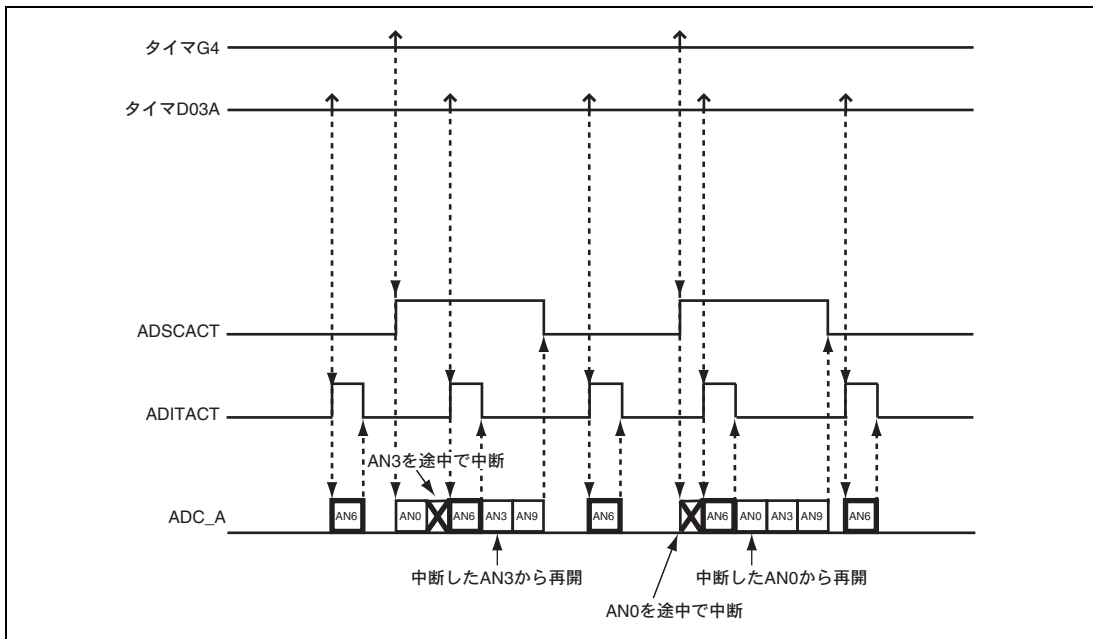 タイマG4
タイマD03A
ADSCACT
ADITACT
AN3を途中で中断
ADC_A
AN6
AN0
AN6
AN3
AN9
AN6
AN6
AN0
AN3
AN9
AN6
中断したAN3から再開
中断したAN0から再開
AN0を途中で中断